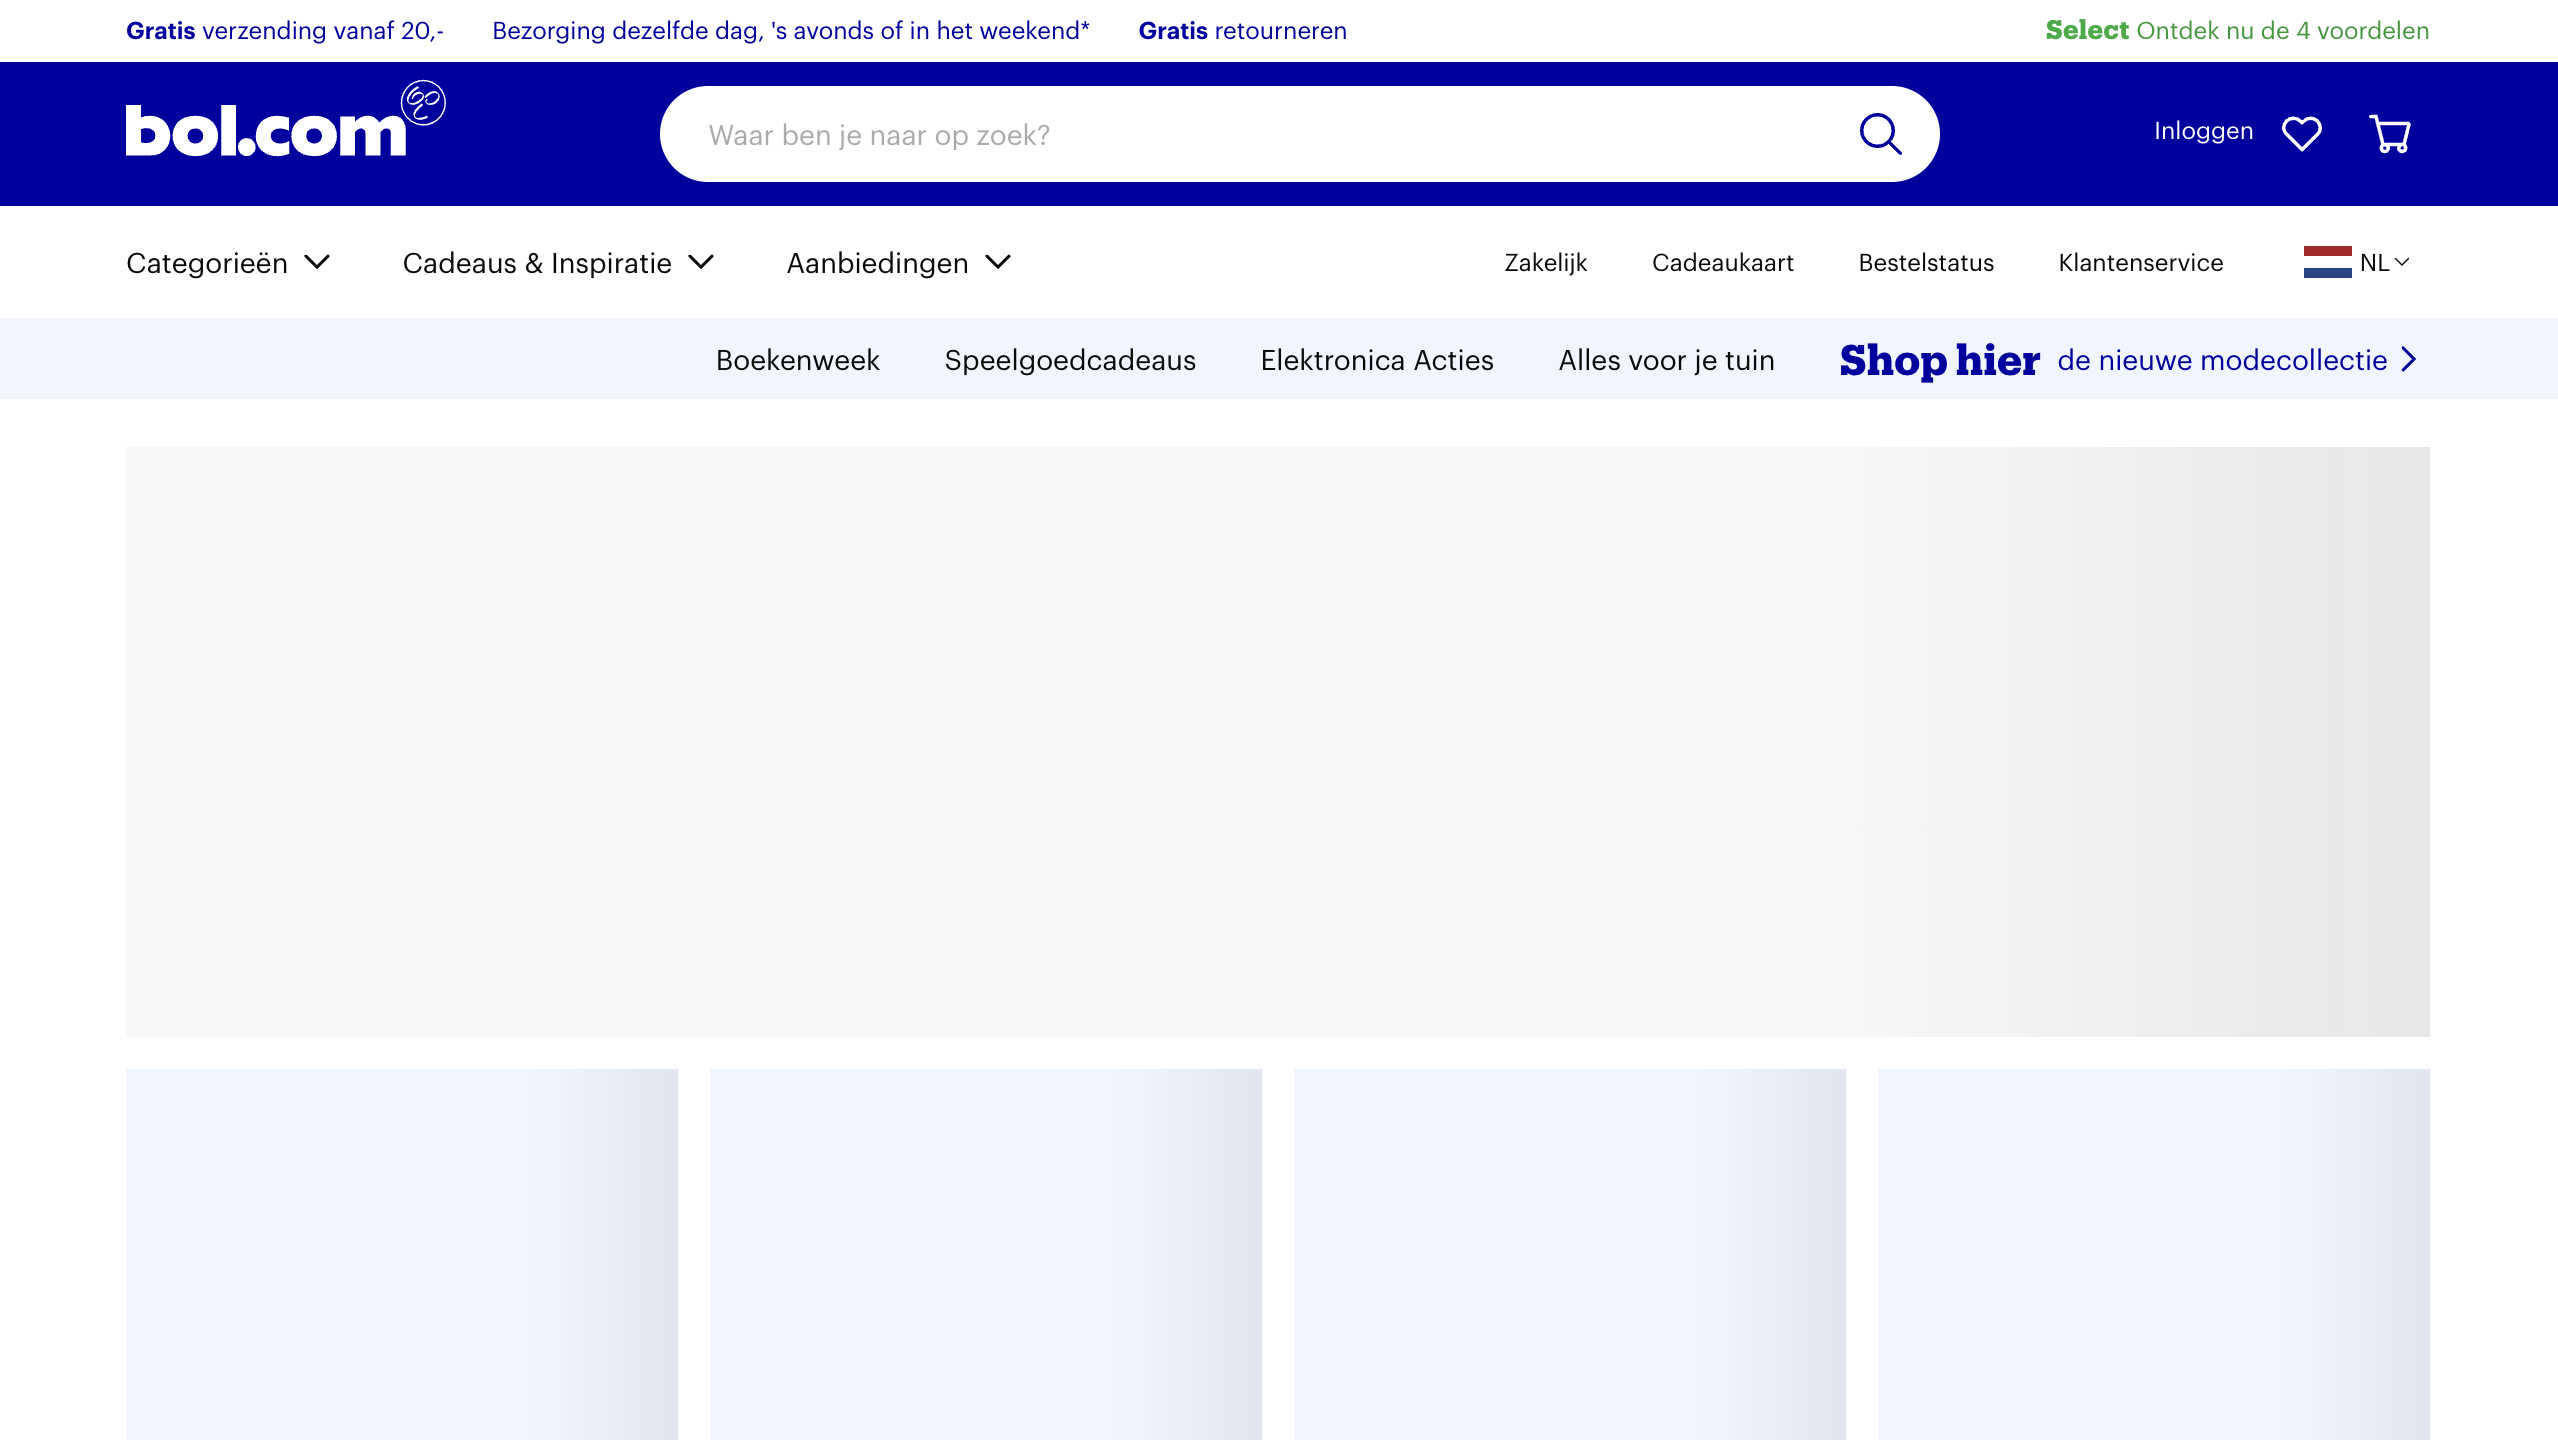 Gratis verzending vanaf 20,- Bezorging dezelfde dag, 's avonds of in het weekend* Gratis retourneren Select Ontdek nu de 4 voordelen
bol.com Waar ben je naar op zoek? Inloggen
Categorieën Cadeaus & Inspiratie Aanbiedingen Zakelijk Cadeaukaart Bestelstatus Klantenservice NL
Boekenweek Speelgoedcadeaus Elektronica Acties Alles voor je tuin Shop hier de nieuwe modecollectie